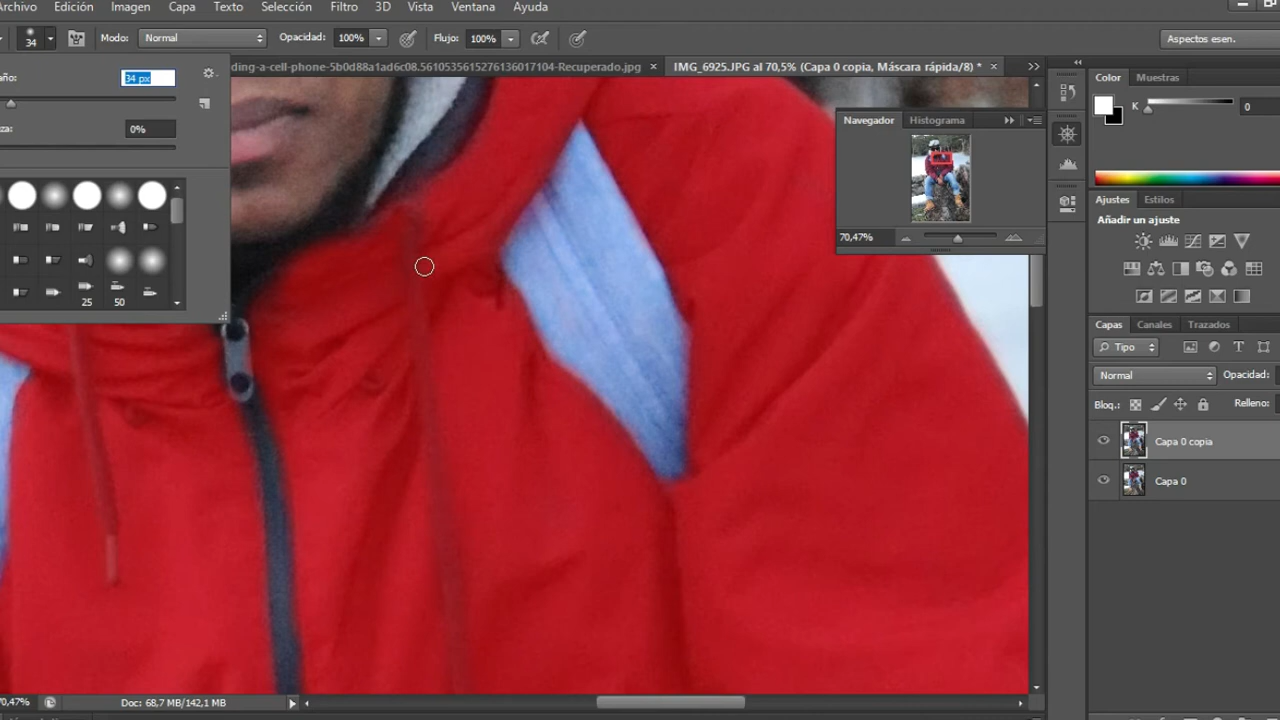 Archivo Edición Imagen Capa Texto Selección Filtro 3D Vista Ventana Ayuda
34 Modo: Normal Opacidad: 100% Flujo: 100% Aspectos esen.
ding-a-cell-phone-5b0d88a1ad6c08.5610535615276136017104-Recuperado.jpg × IMG_6925.JPG al 70,5% (Capa 0 copia, Máscara rápida/8) * ×
año: 34 px
za: 0%
25 50
Navegador Histograma
70,47%
Color Muestras
K 0
Ajustes Estilos
Añadir un ajuste
Capas Canales Trazados
Tipo
Normal Opacidad:
Bloq.: Relleno:
Capa 0 copia
Capa 0
70,47% Doc: 68,7 MB/142,1 MB